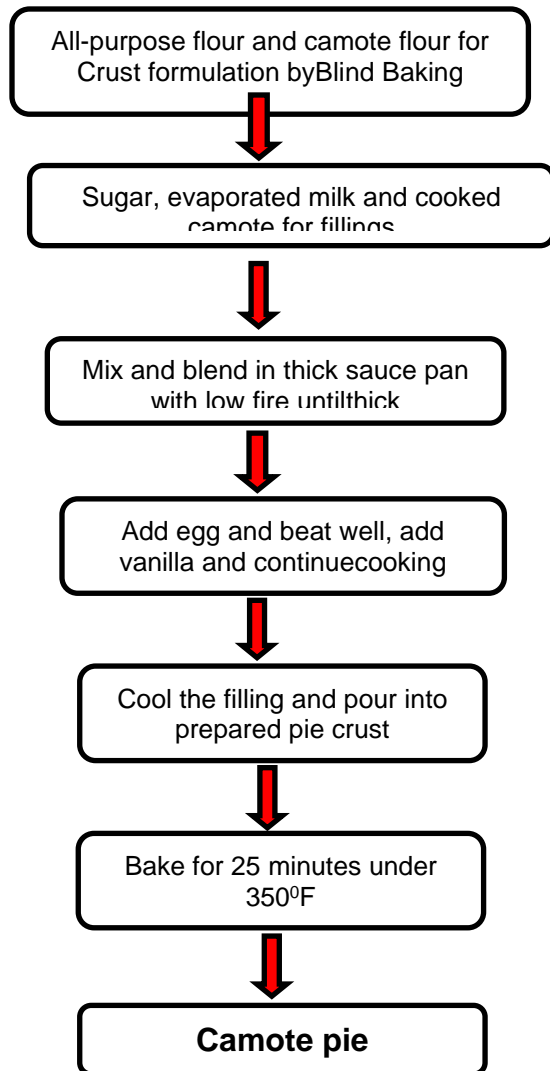 All-purpose flour and camote flour for
Crust formulation byBlind Baking
Sugar, evaporated milk and cooked
camote for fillings
Mix and blend in thick sauce pan
with low fire untilthick
Add egg and beat well, add
vanilla and continuecooking
Cool the filling and pour into
prepared pie crust
Bake for 25 minutes under
350⁰F
Camote pie